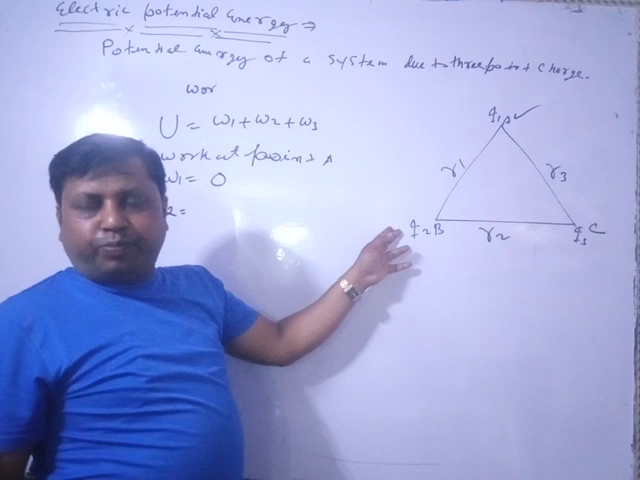 Electric potential Energy ⇒
Potential energy of a system due to three point charge.
wor
U = w1 + w2 + w3
work at point A
w1 = 0
2 =
q1 A ✓
r1
r3
q2 B
r2
q3 C